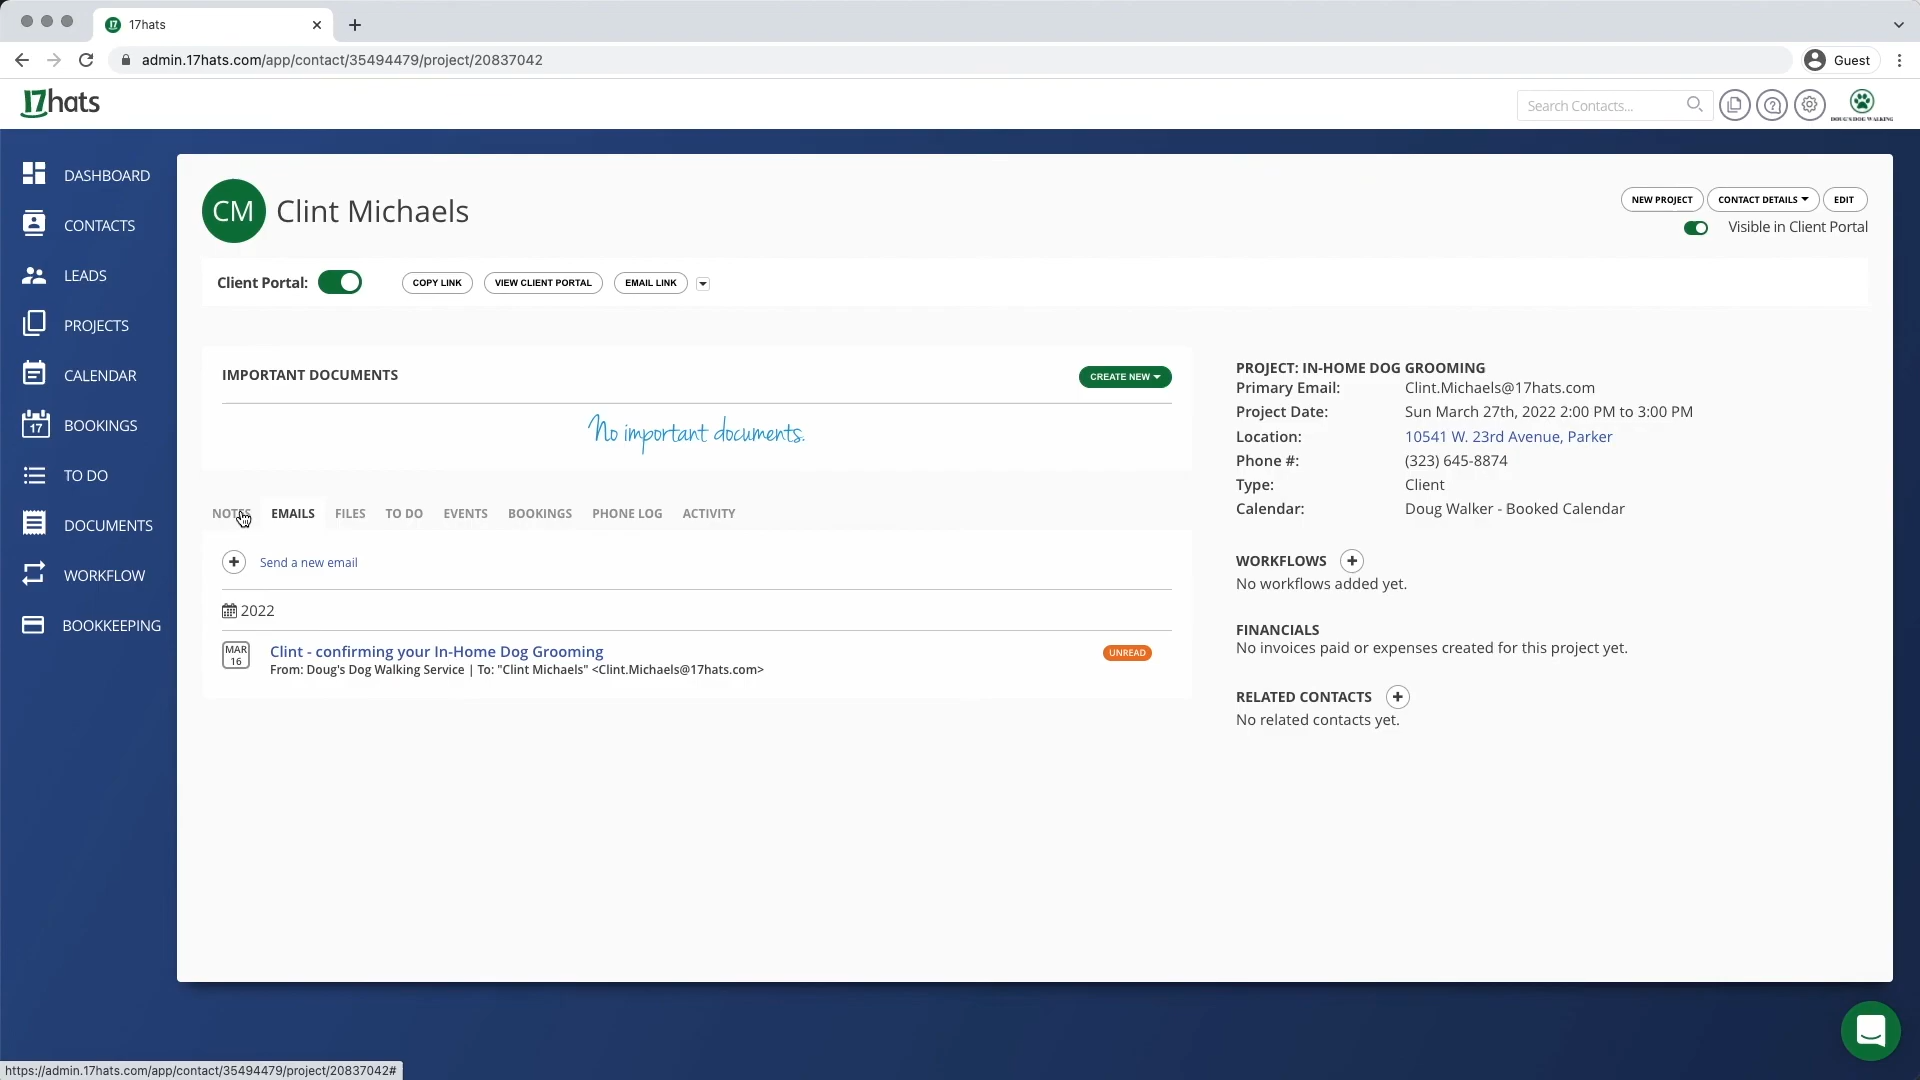 17hats
admin.17hats.com/app/contact/35494479/project/20837042
Guest
17hats
Search Contacts...
DOUG'S DOG WALKING
DASHBOARD
CONTACTS
LEADS
PROJECTS
CALENDAR
17
BOOKINGS
TO DO
DOCUMENTS
WORKFLOW
BOOKKEEPING
CM
Clint Michaels
NEW PROJECT
CONTACT DETAILS
EDIT
Visible in Client Portal
Client Portal:
COPY LINK
VIEW CLIENT PORTAL
EMAIL LINK
IMPORTANT DOCUMENTS
CREATE NEW
No important documents.
NOTES
EMAILS
FILES
TO DO
EVENTS
BOOKINGS
PHONE LOG
ACTIVITY
Send a new email
2022
MAR
16
Clint - confirming your In-Home Dog Grooming
UNREAD
From: Doug's Dog Walking Service | To: "Clint Michaels" <Clint.Michaels@17hats.com>
PROJECT: IN-HOME DOG GROOMING
Primary Email: Clint.Michaels@17hats.com
Project Date: Sun March 27th, 2022 2:00 PM to 3:00 PM
Location: 10541 W. 23rd Avenue, Parker
Phone #: (323) 645-8874
Type: Client
Calendar: Doug Walker - Booked Calendar
WORKFLOWS
No workflows added yet.
FINANCIALS
No invoices paid or expenses created for this project yet.
RELATED CONTACTS
No related contacts yet.
https://admin.17hats.com/app/contact/35494479/project/20837042#